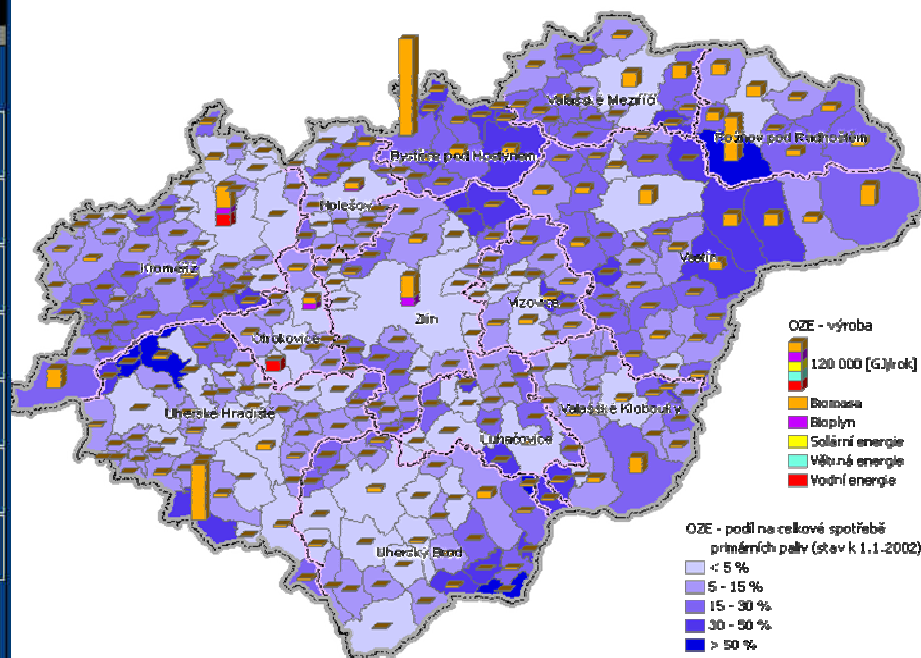 Valašské Meziříčí
Rožnov pod Radhoštěm
Bystřice pod Hostýnem
Holešov
Kroměříž
Vsetín
Zlín
Vizovice
Otrokovice
Uherské Hradiště
Valašské Klobouky
Luhačovice
Uherský Brod
OZE - výroba
120 000 [GJ/rok]
Biomasa
Bioplyn
Solární energie
Větrná energie
Vodní energie
OZE - podíl na celkové spotřebě
primárních paliv (stav k 1.1.2002)
< 5 %
5 - 15 %
15 - 30 %
30 - 50 %
> 50 %